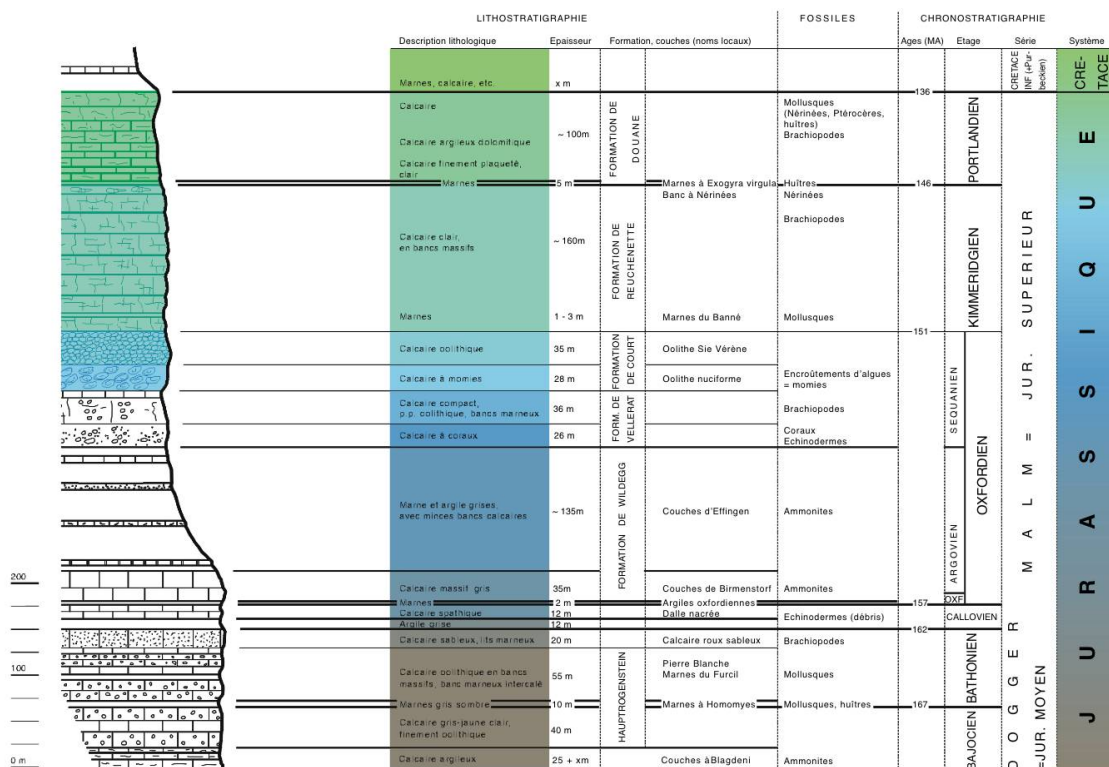 LITHOSTRATIGRAPHIE
FOSSILES
CHRONOSTRATIGRAPHIE
Description lithologique
Epaisseur
Formation, couches (noms locaux)
Ages (MA)
Etage
Série
Système
Marnes, calcaire, etc.
x m
CRETACE
INF (+Pur-
beckien)
CRE-
TACE
136
Calcaire
~ 100m
Calcaire argileux dolomitique
Calcaire finement plaqueté,
clair
FORMATION DE
DOUANE
Mollusques
(Nérinées, Ptérocères,
huîtres)
Brachiopodes
PORTLANDIEN
Marnes
5 m
Marnes à Exogyra virgula
Huîtres
146
Banc à Nérinées
Nérinées
Brachiopodes
Calcaire clair,
en bancs massifs
~ 160m
FORMATION DE
REUCHENETTE
KIMMERIDGIEN
Marnes
1 - 3 m
Marnes du Banné
Mollusques
151
Calcaire oolithique
35 m
FORMATION
DE COURT
Oolithe Sie Vérène
Calcaire à momies
28 m
Oolithe nuciforme
Encroûtements d'algues
= momies
Calcaire compact,
p.p. colithique, bancs marneux
36 m
FORM. DE
VELLERAT
Brachiopodes
Calcaire à coraux
26 m
Coraux
Echinodermes
SEQUANIEN
OXFORDIEN
Marne et argile grises,
avec minces bancs calcaires
~ 135m
FORMATION DE WILDEGG
Couches d'Effingen
Ammonites
ARGOVIEN
200
Calcaire massif gris
35m
Couches de Birmenstorf
Ammonites
Marnes
2 m
Argiles oxfordiennes
157
OXF
Calcaire spathique
12 m
Dalle nacrée
Echinodermes (débris)
CALLOVIEN
Argile grise
12 m
162
Calcaire sableux, lits marneux
20 m
Calcaire roux sableux
Brachiopodes
100
Calcaire oolithique en bancs
massifs, banc marneux intercalé
55 m
HAUPTROGENSTEIN
Pierre Blanche
Marnes du Furcil
Mollusques
BATHONIEN
Marnes gris sombre
10 m
Marnes à Homomyes
Mollusques, huîtres
167
Calcaire gris-jaune clair,
finement oolithique
40 m
BAJOCIEN
0 m
Calcaire argileux
25 + xm
Couches àBlagdeni
Ammonites
MALM = JUR. SUPERIEUR
DOGGER
=JUR. MOYEN
JURASSIQUE